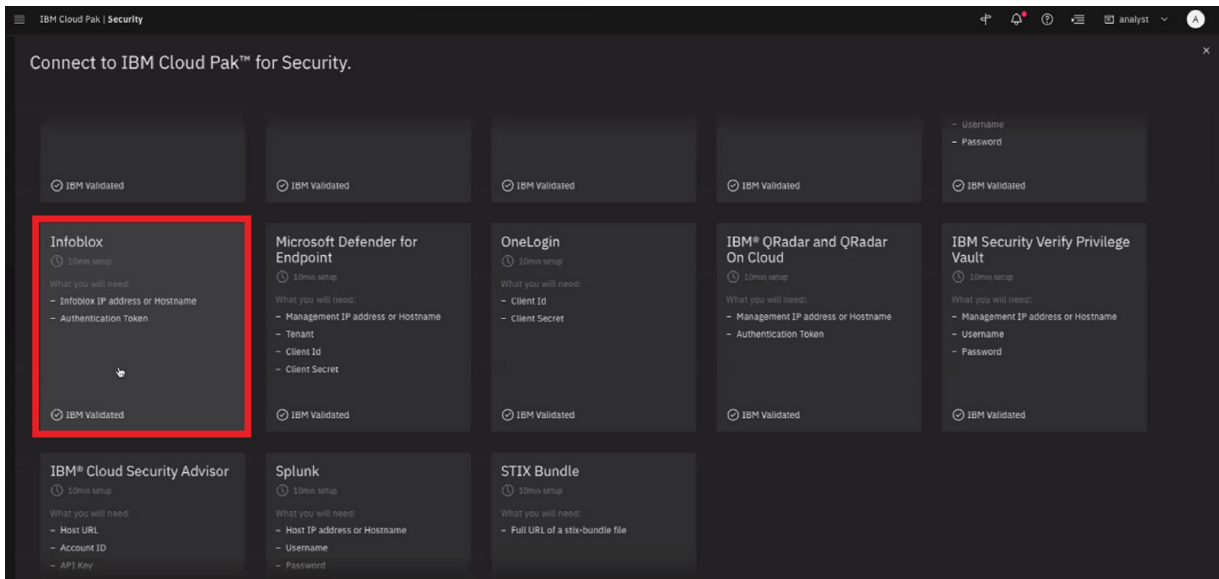 IBM Cloud Pak | Security
analyst
A
Connect to IBM Cloud Pak™ for Security.
- Username
- Password
IBM Validated
IBM Validated
IBM Validated
IBM Validated
IBM Validated
Infoblox
10min setup
What you will need:
- Infoblox IP address or Hostname
- Authentication Token
IBM Validated
Microsoft Defender for
Endpoint
10min setup
What you will need:
- Management IP address or Hostname
- Tenant
- Client Id
- Client Secret
IBM Validated
OneLogin
10min setup
What you will need:
- Client Id
- Client Secret
IBM Validated
IBM® QRadar and QRadar
On Cloud
10min setup
What you will need:
- Management IP address or Hostname
- Authentication Token
IBM Validated
IBM Security Verify Privilege
Vault
10min setup
What you will need:
- Management IP address or Hostname
- Username
- Password
IBM Validated
IBM® Cloud Security Advisor
10min setup
What you will need:
- Host URL
- Account ID
- API Key
Splunk
10min setup
What you will need:
- Host IP address or Hostname
- Username
- Password
STIX Bundle
10min setup
What you will need:
- Full URL of a stix-bundle file